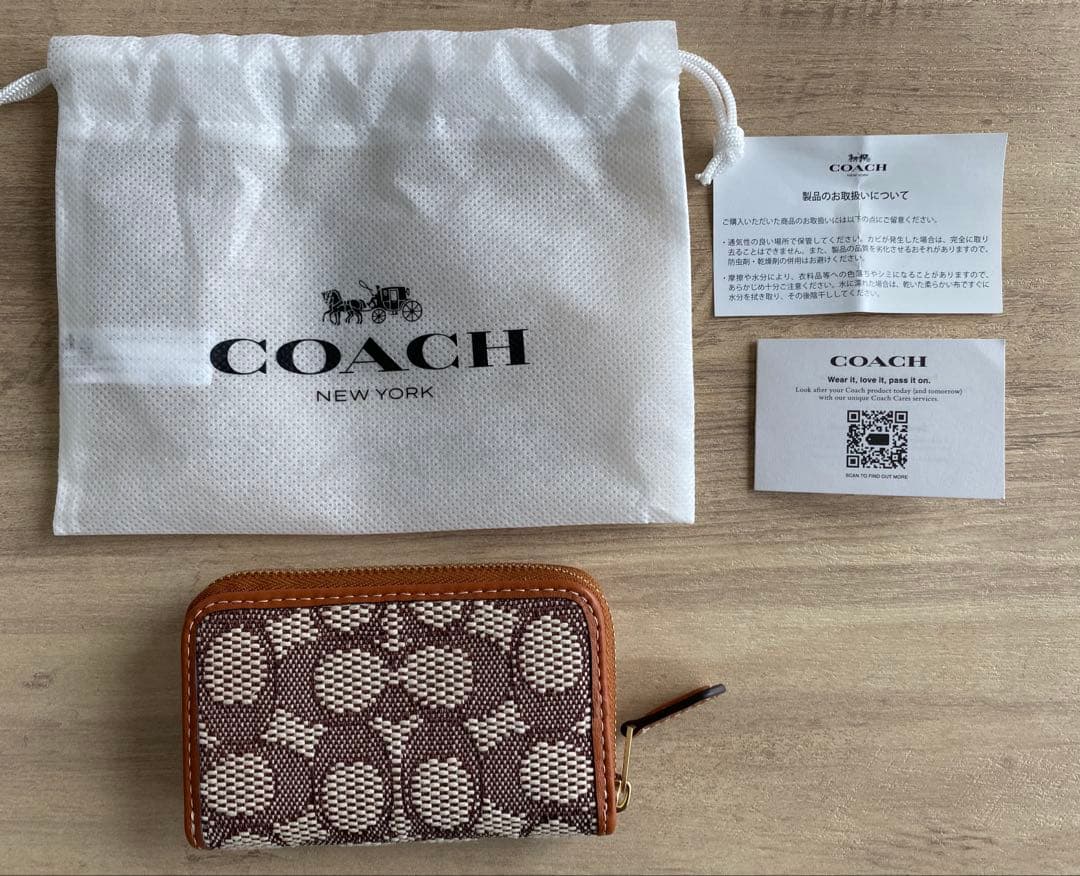 COACH
NEW YORK
COACH
NEW YORK
製品のお取扱いについて
ご購入いただいた商品のお取扱いには以下の点にご留意ください。
・通気性の良い場所で保管してください。カビが発生した場合は、完全に取り
去ることはできません。また、製品の品質を劣化させるおそれがありますので、
防虫剤・乾燥剤の併用はお避けください。
・摩擦や水分により、衣料品等への色落ちやシミになることがありますので、
あらかじめ十分ご注意ください。水に濡れた場合は、乾いた柔らかい布ですぐに
水分を拭き取り、その後陰干ししてください。
COACH
Wear it, love it, pass it on.
Look after your Coach product today (and tomorrow)
with our unique Coach Cares services.
SCAN TO FIND OUT MORE